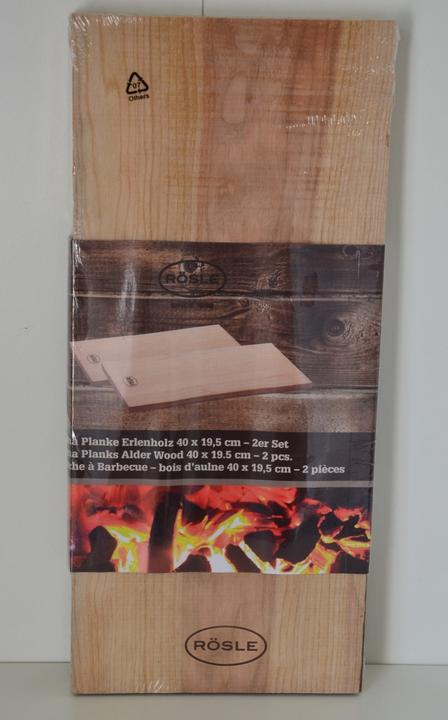 07
Others
RÖSLE
Planke Erlenholz 40 x 19,5 cm – 2er Set
Planks Alder Wood 40 x 19.5 cm – 2 pcs.
à Barbecue – bois d'aulne 40 x 19,5 cm – 2 pièces
RÖSLE